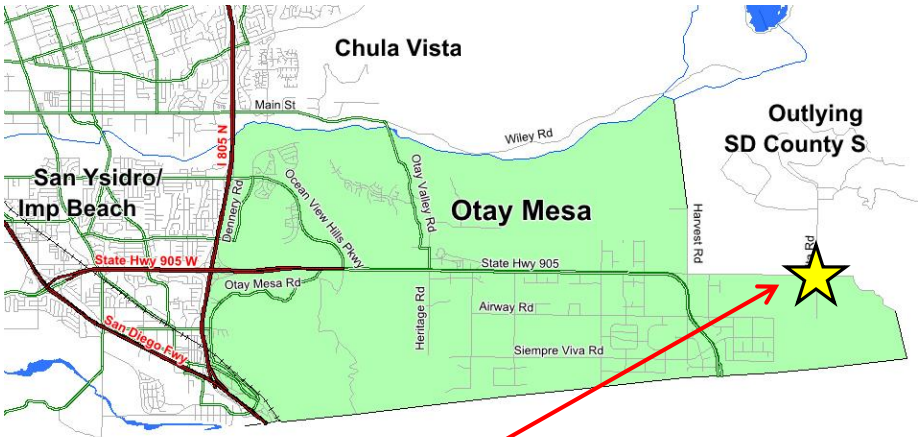 Chula Vista
Main St
Outlying
SD County S
Wiley Rd
I 805 N
San Ysidro/
Imp Beach
Dennery Rd
Ocean View Hills Pkwy
Otay Valley Rd
Otay Mesa
Harvest Rd
State Hwy 905 W
State Hwy 905
Otay Mesa Rd
Heritage Rd
Airway Rd
San Diego Fwy
Siempre Viva Rd
Rd